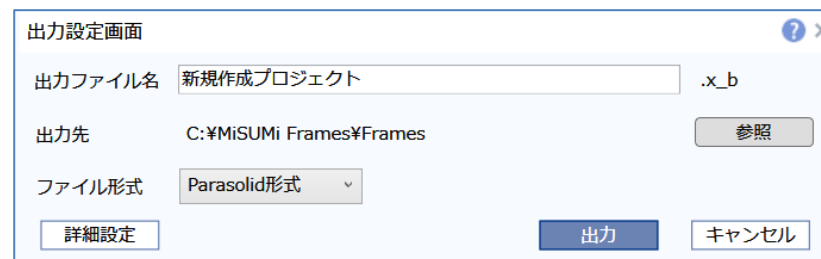 出力設定画面
出力ファイル名 新規作成プロジェクト .x_b
出力先 C:¥MiSUMi Frames¥Frames 参照
ファイル形式 Parasolid形式
詳細設定 出力 キャンセル